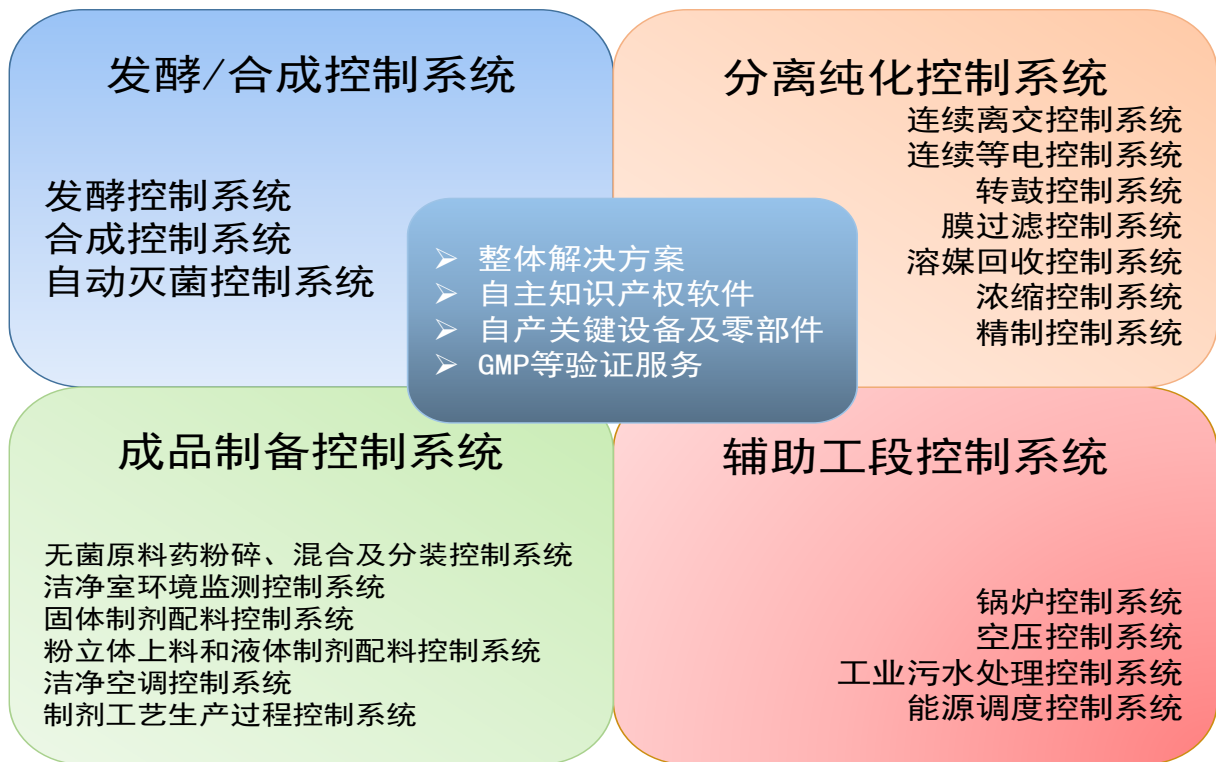 发酵/合成控制系统
发酵控制系统
合成控制系统
自动灭菌控制系统
分离纯化控制系统
连续离交控制系统
连续等电控制系统
转鼓控制系统
膜过滤控制系统
溶媒回收控制系统
浓缩控制系统
精制控制系统
➢ 整体解决方案
➢ 自主知识产权软件
➢ 自产关键设备及零部件
➢ GMP等验证服务
成品制备控制系统
无菌原料药粉碎、混合及分装控制系统
洁净室环境监测控制系统
固体制剂配料控制系统
粉立体上料和液体制剂配料控制系统
洁净空调控制系统
制剂工艺生产过程控制系统
辅助工段控制系统
锅炉控制系统
空压控制系统
工业污水处理控制系统
能源调度控制系统